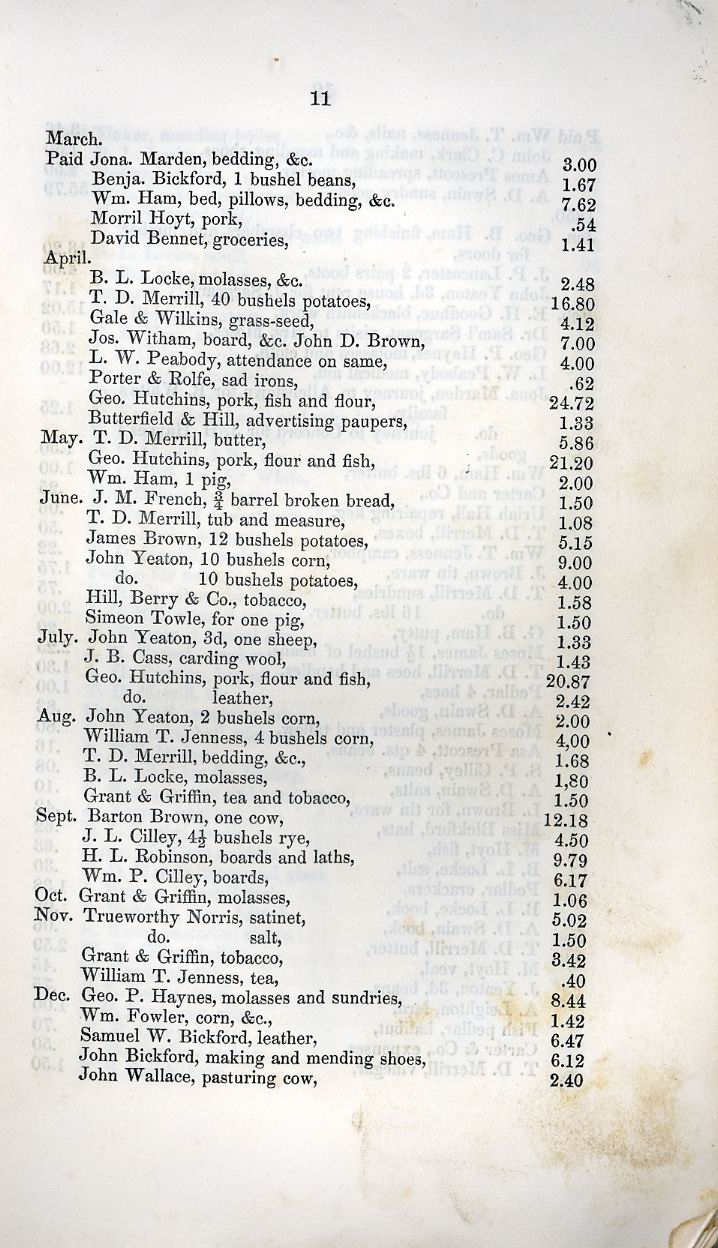 11
March.
Paid Jona. Marden, bedding, &c. 3.00
Benja. Bickford, 1 bushel beans, 1.67
Wm. Ham, bed, pillows, bedding, &c. 7.62
Morril Hoyt, pork, .54
David Bennet, groceries, 1.41
April.
B. L. Locke, molasses, &c. 2.48
T. D. Merrill, 40 bushels potatoes, 16.80
Gale & Wilkins, grass-seed, 4.12
Jos. Witham, board, &c. John D. Brown, 7.00
L. W. Peabody, attendance on same, 4.00
Porter & Rolfe, sad irons, .62
Geo. Hutchins, pork, fish and flour, 24.72
Butterfield & Hill, advertising paupers, 1.33
May. T. D. Merrill, butter, 5.86
Geo. Hutchins, pork, flour and fish, 21.20
Wm. Ham, 1 pig, 2.00
June. J. M. French, ¾ barrel broken bread, 1.50
T. D. Merrill, tub and measure, 1.08
James Brown, 12 bushels potatoes, 5.15
John Yeaton, 10 bushels corn, 9.00
do. 10 bushels potatoes, 4.00
Hill, Berry & Co., tobacco, 1.58
Simeon Towle, for one pig, 1.50
July. John Yeaton, 3d, one sheep, 1.33
J. B. Cass, carding wool, 1.43
Geo. Hutchins, pork, flour and fish, 20.87
do. leather, 2.42
Aug. John Yeaton, 2 bushels corn, 2.00
William T. Jenness, 4 bushels corn, 4,00
T. D. Merrill, bedding, &c., 1.68
B. L. Locke, molasses, 1,80
Grant & Griffin, tea and tobacco, 1.50
Sept. Barton Brown, one cow, 12.18
J. L. Cilley, 4½ bushels rye, 4.50
H. L. Robinson, boards and laths, 9.79
Wm. P. Cilley, boards, 6.17
Oct. Grant & Griffin, molasses, 1.06
Nov. Trueworthy Norris, satinet, 5.02
do. salt, 1.50
Grant & Griffin, tobacco, 3.42
William T. Jenness, tea, .40
Dec. Geo. P. Haynes, molasses and sundries, 8.44
Wm. Fowler, corn, &c., 1.42
Samuel W. Bickford, leather, 6.47
John Bickford, making and mending shoes, 6.12
John Wallace, pasturing cow, 2.40